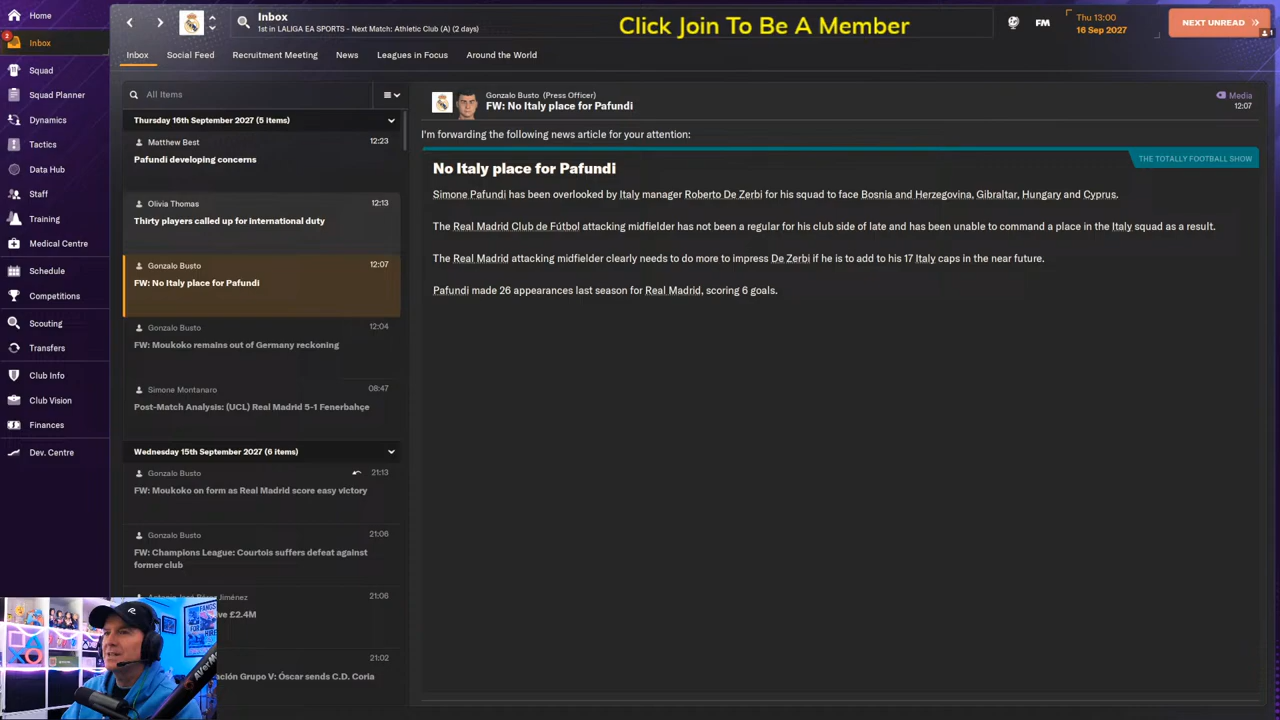 Home
Inbox
2
Squad
Squad Planner
Dynamics
Tactics
Data Hub
Staff
Training
Medical Centre
Schedule
Competitions
Scouting
Transfers
Club Info
Club Vision
Finances
Dev. Centre
Inbox
1st in LALIGA EA SPORTS - Next Match: Athletic Club (A) (2 days)
Click Join To Be A Member
FM
Thu 13:00
16 Sep 2027
NEXT UNREAD
1
Inbox
Social Feed
Recruitment Meeting
News
Leagues in Focus
Around the World
All Items
Thursday 16th September 2027 (5 items)
Matthew Best 12:23
Pafundi developing concerns
Olivia Thomas 12:13
Thirty players called up for international duty
Gonzalo Busto 12:07
FW: No Italy place for Pafundi
Gonzalo Busto 12:04
FW: Moukoko remains out of Germany reckoning
Simone Montanaro 08:47
Post-Match Analysis: (UCL) Real Madrid 5-1 Fenerbahçe
Wednesday 15th September 2027 (6 items)
Gonzalo Busto 21:13
FW: Moukoko on form as Real Madrid score easy victory
Gonzalo Busto 21:06
FW: Champions League: Courtois suffers defeat against
former club
Jiménez 21:06
£2.4M
21:02
Grupo V: Óscar sends C.D. Coria
Gonzalo Busto (Press Officer)
FW: No Italy place for Pafundi
Media
12:07
I'm forwarding the following news article for your attention:
THE TOTALLY FOOTBALL SHOW
No Italy place for Pafundi
Simone Pafundi has been overlooked by Italy manager Roberto De Zerbi for his squad to face Bosnia and Herzegovina, Gibraltar, Hungary and Cyprus.
The Real Madrid Club de Fútbol attacking midfielder has not been a regular for his club side of late and has been unable to command a place in the Italy squad as a result.
The Real Madrid attacking midfielder clearly needs to do more to impress De Zerbi if he is to add to his 17 Italy caps in the near future.
Pafundi made 26 appearances last season for Real Madrid, scoring 6 goals.